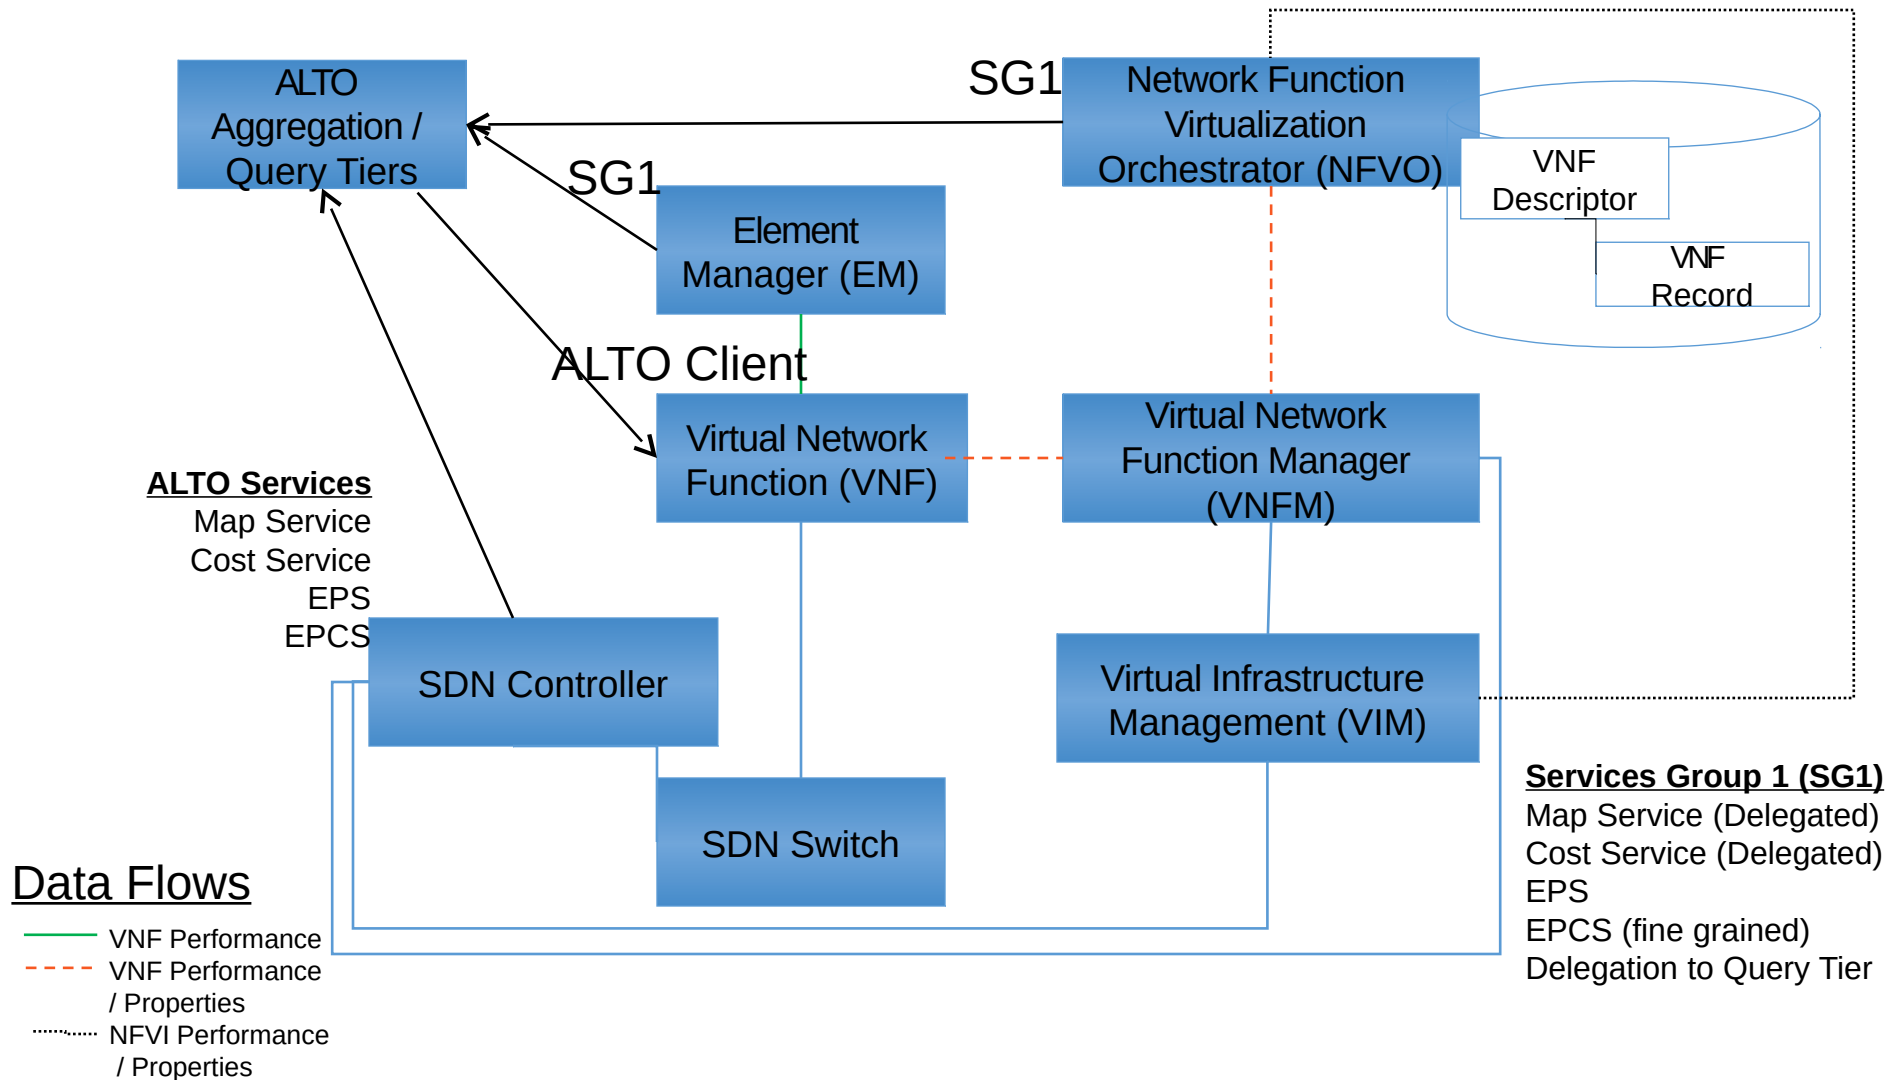 ALTO
Aggregation /
Query Tiers
SG1
Network Function
Virtualization
Orchestrator (NFVO)
VNF
Descriptor
VNF
Record
SG1
Element
Manager (EM)
ALTO Client
Virtual Network
Function (VNF)
Virtual Network
Function Manager
(VNFM)
ALTO Services
Map Service
Cost Service
EPS
EPCS
SDN Controller
Virtual Infrastructure
Management (VIM)
SDN Switch
Services Group 1 (SG1)
Map Service (Delegated)
Cost Service (Delegated)
EPS
EPCS (fine grained)
Delegation to Query Tier
Data Flows
VNF Performance
VNF Performance
/ Properties
NFVI Performance
/ Properties